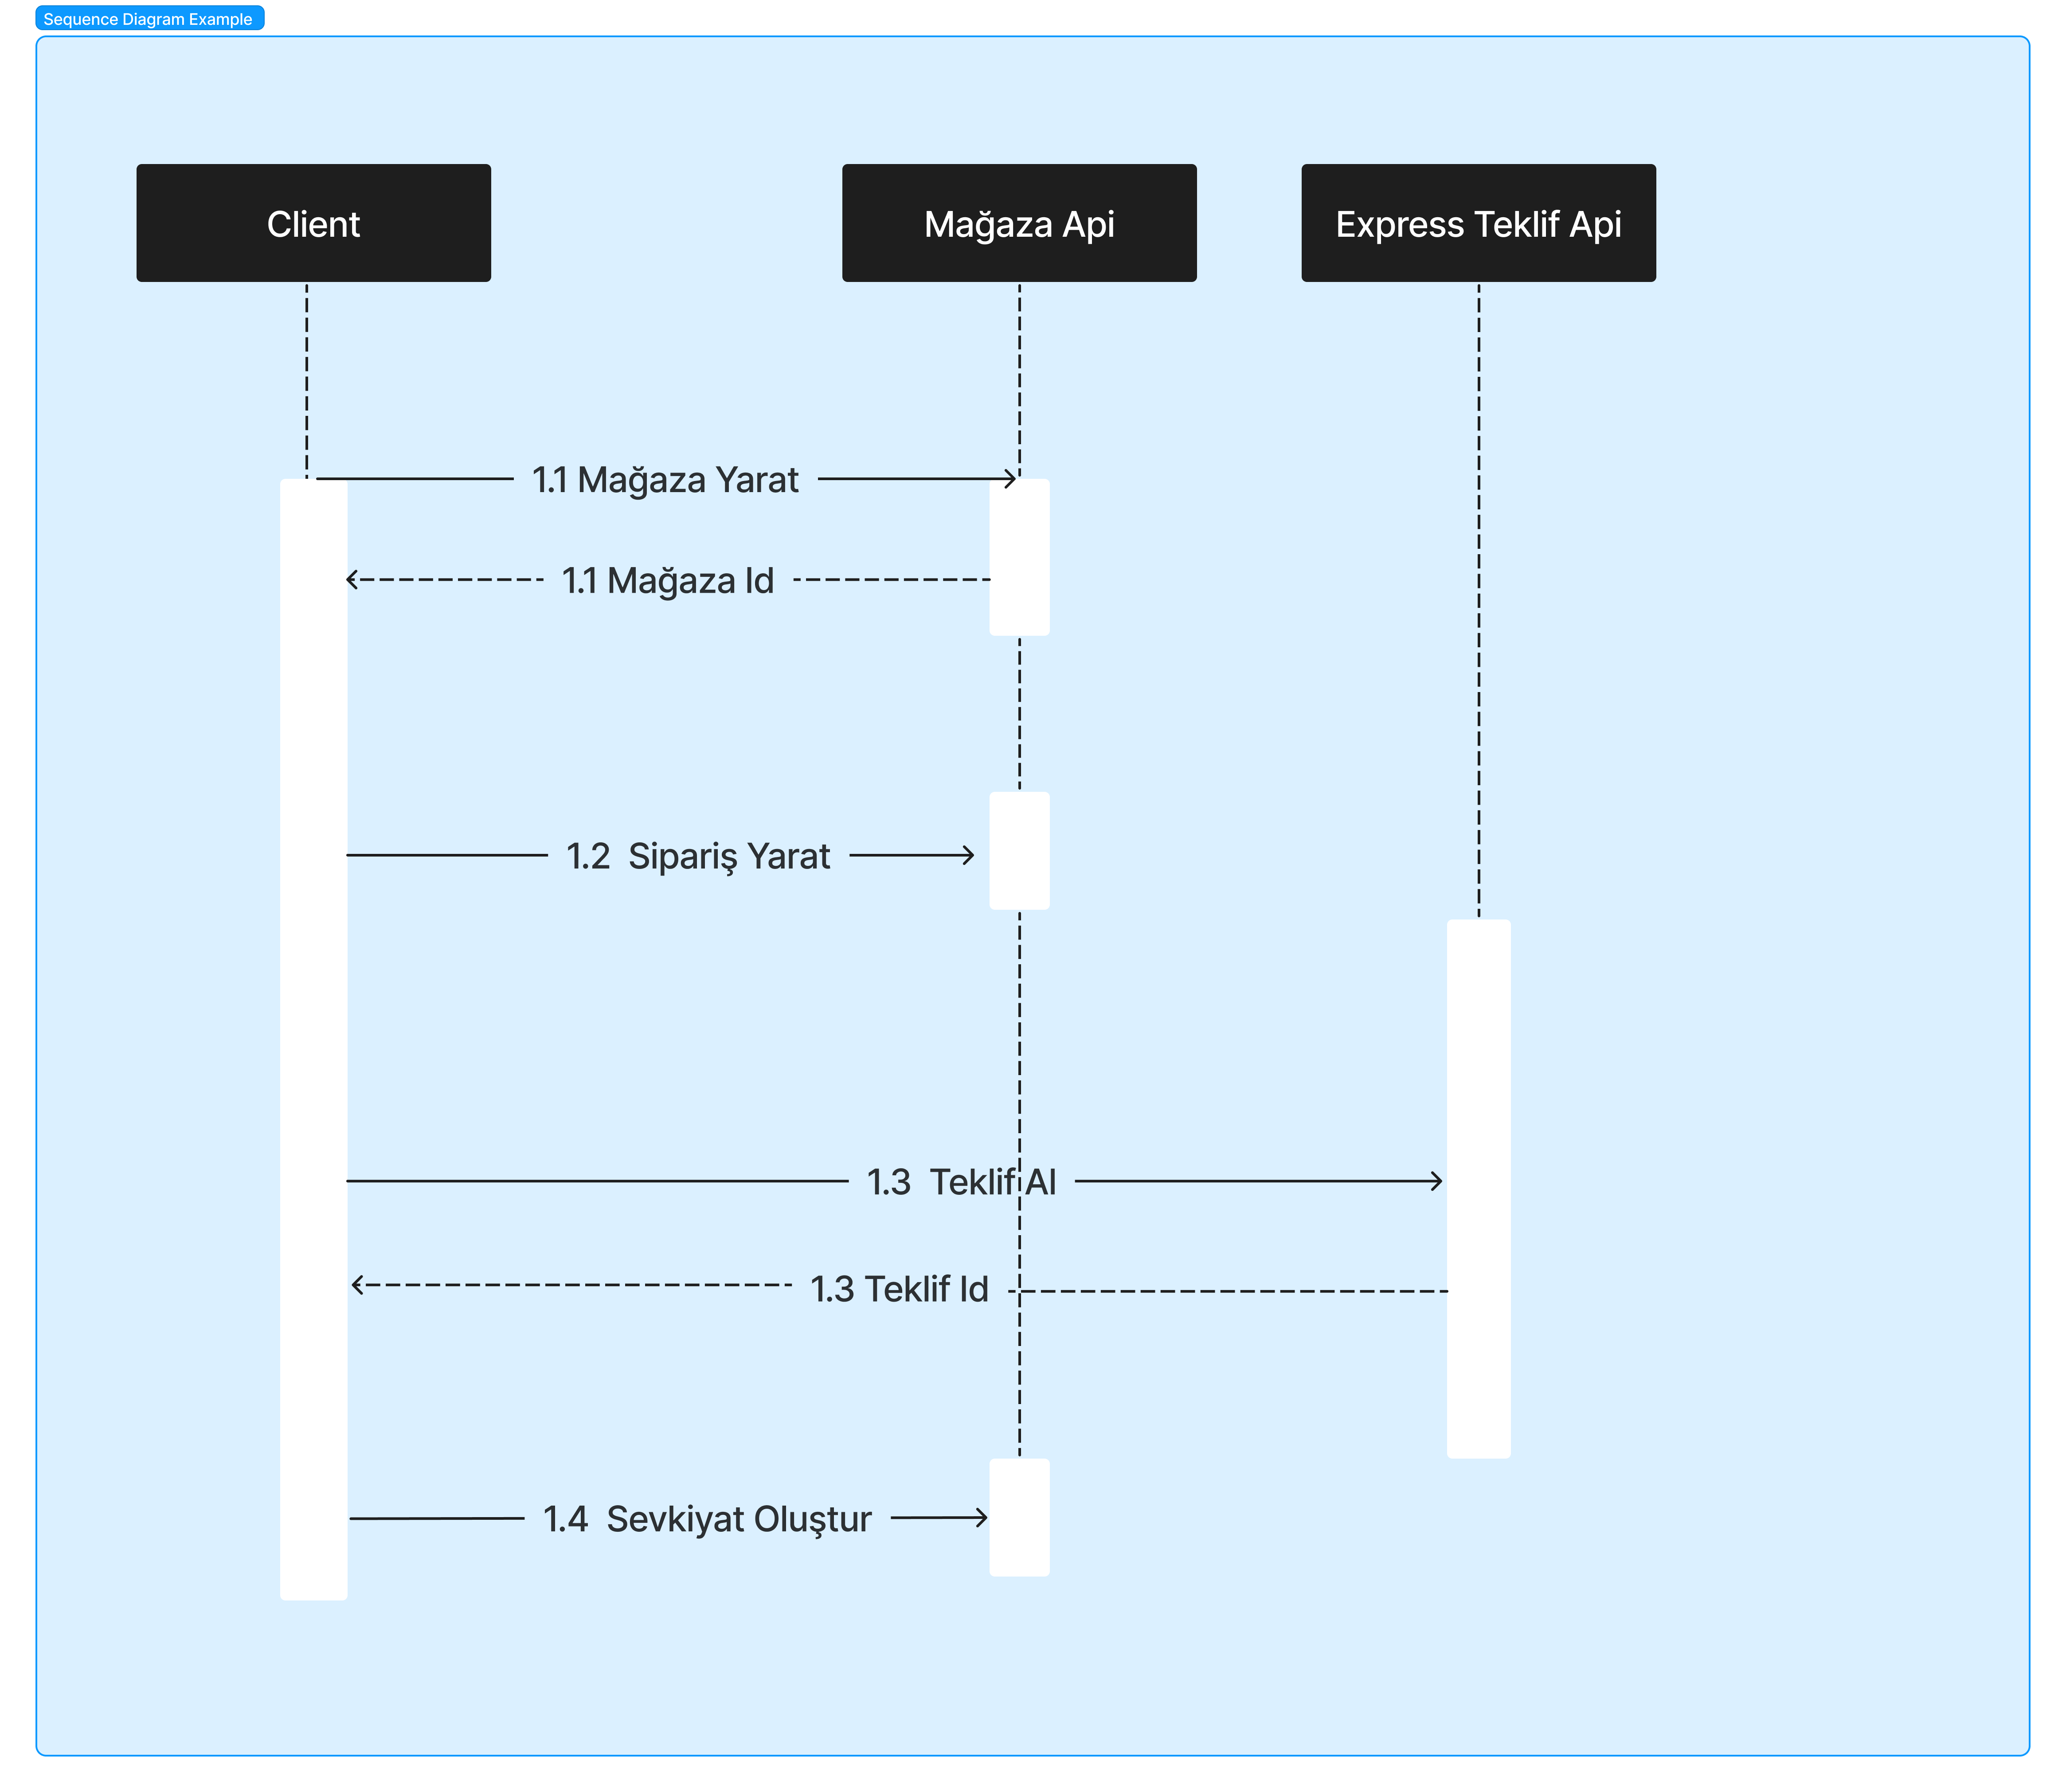 Sequence Diagram Example
Client
Mağaza Api
Express Teklif Api
1.1 Mağaza Yarat
1.1 Mağaza Id
1.2 Sipariş Yarat
1.3 Teklif Al
1.3 Teklif Id
1.4 Sevkiyat Oluştur